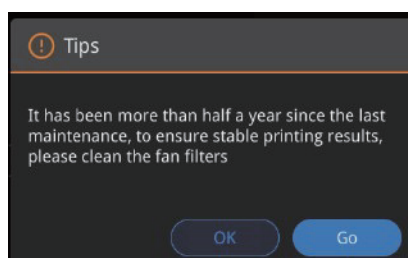 Tips
It has been more than half a year since the last
maintenance, to ensure stable printing results,
please clean the fan filters
OK
Go